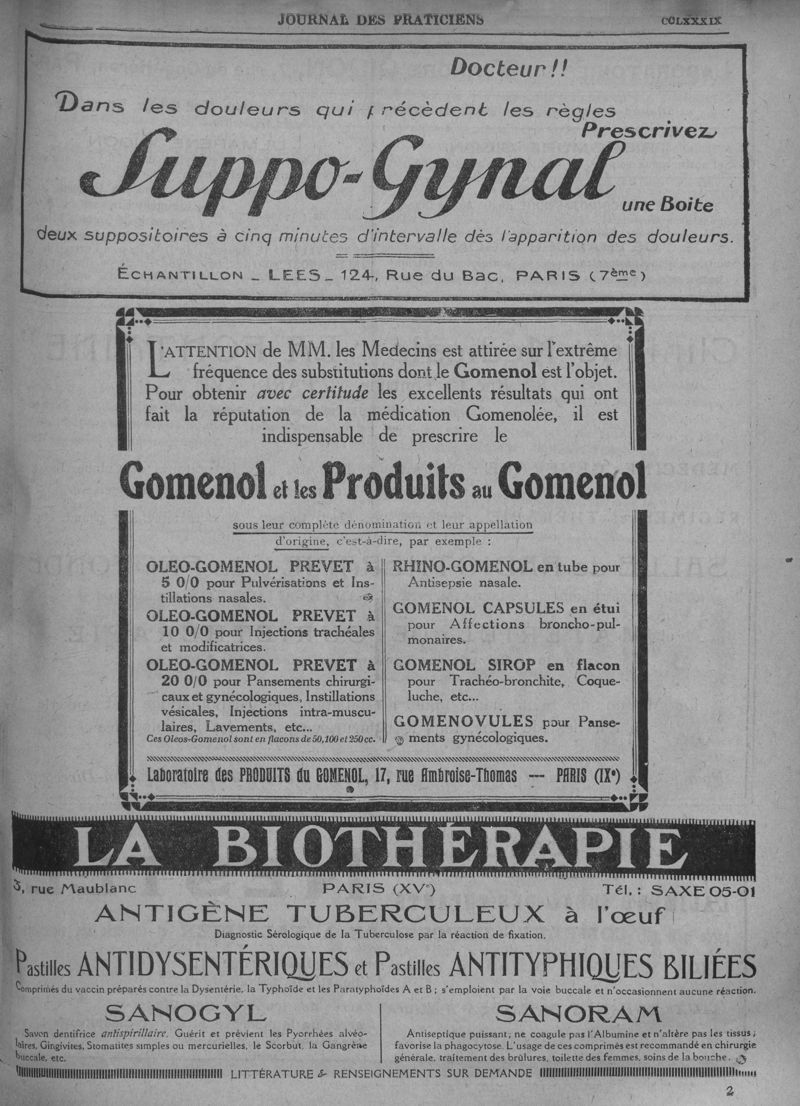 JOURNAL DES PRATICIENS CCLXXXIX
Docteur!!
Dans les douleurs qui précèdent les règles
Prescrivez
Suppo-Gynal
une Boite
deux suppositoires à cinq minutes d'intervalle dès l'apparition des douleurs.
ÉCHANTILLON _ LEES _ 124, Rue du Bac, PARIS (7ème)
L'ATTENTION de MM. les Medecins est attirée sur l'extrême
fréquence des substitutions dont le Gomenol est l'objet.
Pour obtenir avec certitude les excellents résultats qui ont
fait la réputation de la médication Gomenolée, il est
indispensable de prescrire le
Gomenol et les Produits au Gomenol
sous leur complète dénomination et leur appellation
d'origine, c'est-à-dire, par exemple :
OLEO-GOMENOL PREVET à
5 0/0 pour Pulvérisations et Ins-
tillations nasales.
OLEO-GOMENOL PREVET à
10 0/0 pour Injections trachéales
et modificatrices.
OLEO-GOMENOL PREVET à
20 0/0 pour Pansements chirurgi-
caux et gynécologiques, Instillations
vésicales, Injections intra-muscu-
laires, Lavements, etc...
Ces Oleos-Gomenol sont en flacons de 50, 100 et 250 cc.
RHINO-GOMENOL en tube pour
Antisepsie nasale.
GOMENOL CAPSULES en étui
pour Affections broncho-pul-
monaires.
GOMENOL SIROP en flacon
pour Trachéo-bronchite, Coque-
luche, etc...
GOMENOVULES pour Panse-
ments gynécologiques.
Laboratoire des PRODUITS du GOMENOL, 17, rue Ambroise-Thomas --- PARIS (IXe)
LA BIOTHÉRAPIE
3, rue Maublanc PARIS (XVe) Tél. : SAXE 05-01
ANTIGÈNE TUBERCULEUX à l'œuf
Diagnostic Sérologique de la Tuberculose par la réaction de fixation.
Pastilles ANTIDYSENTÉRIQUES et Pastilles ANTITYPHIQUES BILIÉES
Comprimés du vaccin préparés contre la Dysentérie, la Typhoïde et les Paratyphoïdes A et B ; s'emploient par la voie buccale et n'occasionnent aucune réaction.
SANOGYL
Savon dentifrice antispirillaire. Guérit et prévient les Pyorrhées alvéo-
laires, Gingivites, Stomatites simples ou mercurielles, le Scorbut, la Gangrène
buccale, etc.
SANORAM
Antiseptique puissant, ne coagule pas l'Albumine et n'altère pas les tissus ;
favorise la phagocytose. L'usage de ces comprimés est recommandé en chirurgie
générale, traitement des brûlures, toilette des femmes, soins de la bouche.
LITTÉRATURE & RENSEIGNEMENTS SUR DEMANDE
2